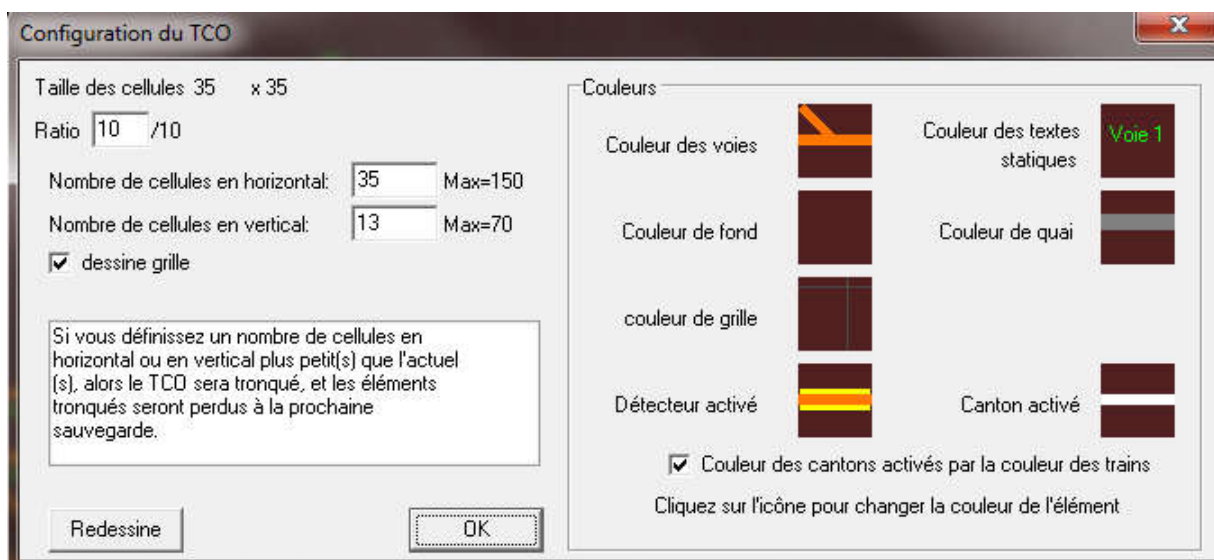 Configuration du TCO
Taille des cellules 35 x 35
Ratio 10 /10
Nombre de cellules en horizontal: 35 Max=150
Nombre de cellules en vertical: 13 Max=70
dessine grille
Si vous définissez un nombre de cellules en
horizontal ou en vertical plus petit(s) que l'actuel
(s), alors le TCO sera tronqué, et les éléments
tronqués seront perdus à la prochaine
sauvegarde.
Redessine
OK
Couleurs
Couleur des voies
Couleur des textes
statiques
Voie 1
Couleur de fond
Couleur de quai
couleur de grille
Détecteur activé
Canton activé
Couleur des cantons activés par la couleur des trains
Cliquez sur l'icône pour changer la couleur de l'élément